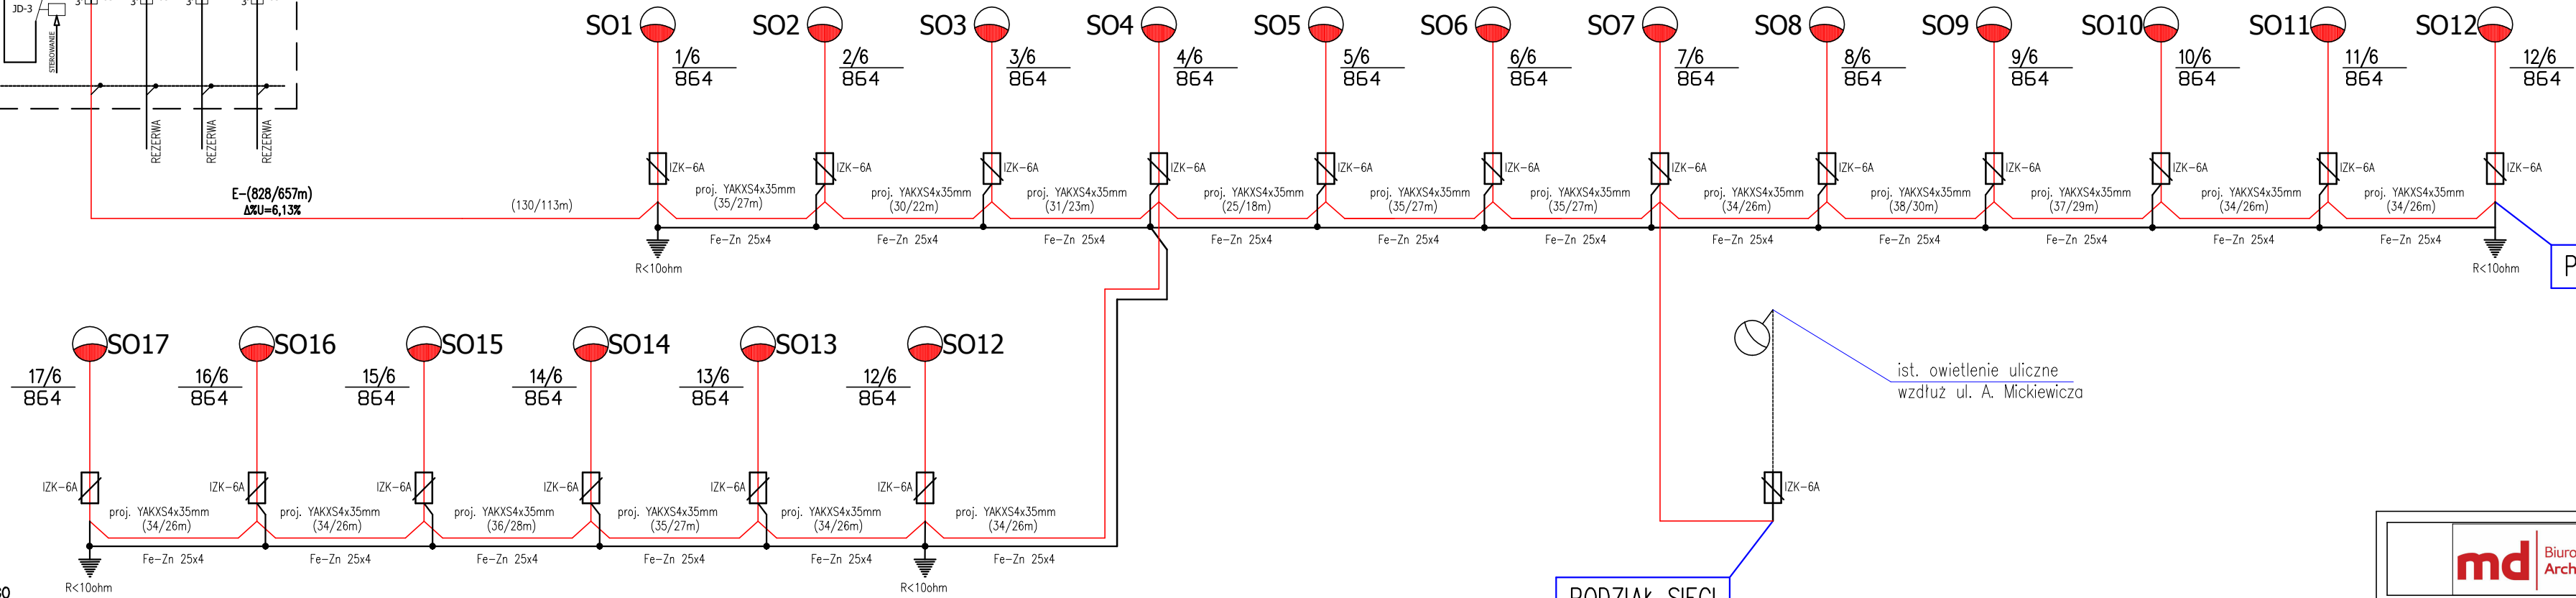 JD-3
STEROWANIE
REZERWA
REZERWA
REZERWA
E-(828/657m)
Δ%U=6,13%
(130/113m)
SO1
SO2
SO3
SO4
SO5
SO6
SO7
SO8
SO9
SO10
SO11
SO12
1/6
864
2/6
864
3/6
864
4/6
864
5/6
864
6/6
864
7/6
864
8/6
864
9/6
864
10/6
864
11/6
864
12/6
864
IZK-6A
IZK-6A
IZK-6A
IZK-6A
IZK-6A
IZK-6A
IZK-6A
IZK-6A
IZK-6A
IZK-6A
IZK-6A
IZK-6A
proj. YAKXS4x35mm
(35/27m)
proj. YAKXS4x35mm
(30/22m)
proj. YAKXS4x35mm
(31/23m)
proj. YAKXS4x35mm
(25/18m)
proj. YAKXS4x35mm
(35/27m)
proj. YAKXS4x35mm
(35/27m)
proj. YAKXS4x35mm
(34/26m)
proj. YAKXS4x35mm
(38/30m)
proj. YAKXS4x35mm
(37/29m)
proj. YAKXS4x35mm
(34/26m)
proj. YAKXS4x35mm
(34/26m)
Fe-Zn 25x4
Fe-Zn 25x4
Fe-Zn 25x4
Fe-Zn 25x4
Fe-Zn 25x4
Fe-Zn 25x4
Fe-Zn 25x4
Fe-Zn 25x4
Fe-Zn 25x4
Fe-Zn 25x4
Fe-Zn 25x4
R<10ohm
R<10ohm
P
SO17
SO16
SO15
SO14
SO13
SO12
17/6
864
16/6
864
15/6
864
14/6
864
13/6
864
12/6
864
ist. owietlenie uliczne
wzdłuż ul. A. Mickiewicza
IZK-6A
IZK-6A
IZK-6A
IZK-6A
IZK-6A
IZK-6A
IZK-6A
proj. YAKXS4x35mm
(34/26m)
proj. YAKXS4x35mm
(34/26m)
proj. YAKXS4x35mm
(36/28m)
proj. YAKXS4x35mm
(35/27m)
proj. YAKXS4x35mm
(34/26m)
proj. YAKXS4x35mm
(34/26m)
Fe-Zn 25x4
Fe-Zn 25x4
Fe-Zn 25x4
Fe-Zn 25x4
Fe-Zn 25x4
Fe-Zn 25x4
R<10ohm
R<10ohm
PODZIAŁ SIECI
md
Biuro
Arch